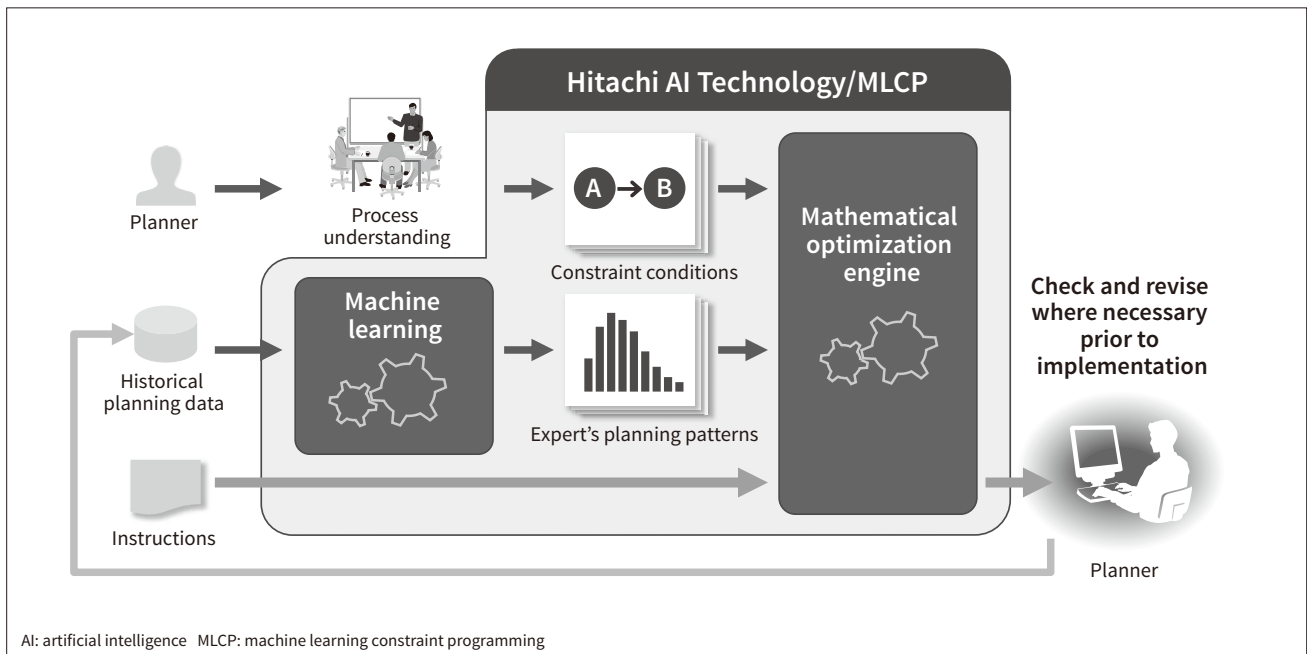 Hitachi AI Technology/MLCP
Planner
Process
understanding
A
B
Constraint conditions
Mathematical
optimization
engine
Machine
learning
Historical
planning data
Expert's planning patterns
Check and revise
where necessary
prior to
implementation
Instructions
Planner
AI: artificial intelligence MLCP: machine learning constraint programming